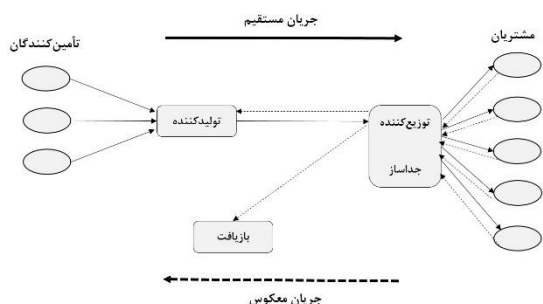 جریان مستقیم
تأمین‌کنندگان
مشتریان
تولیدکننده
توزیع‌کننده
جداساز
بازیافت
جریان معکوس